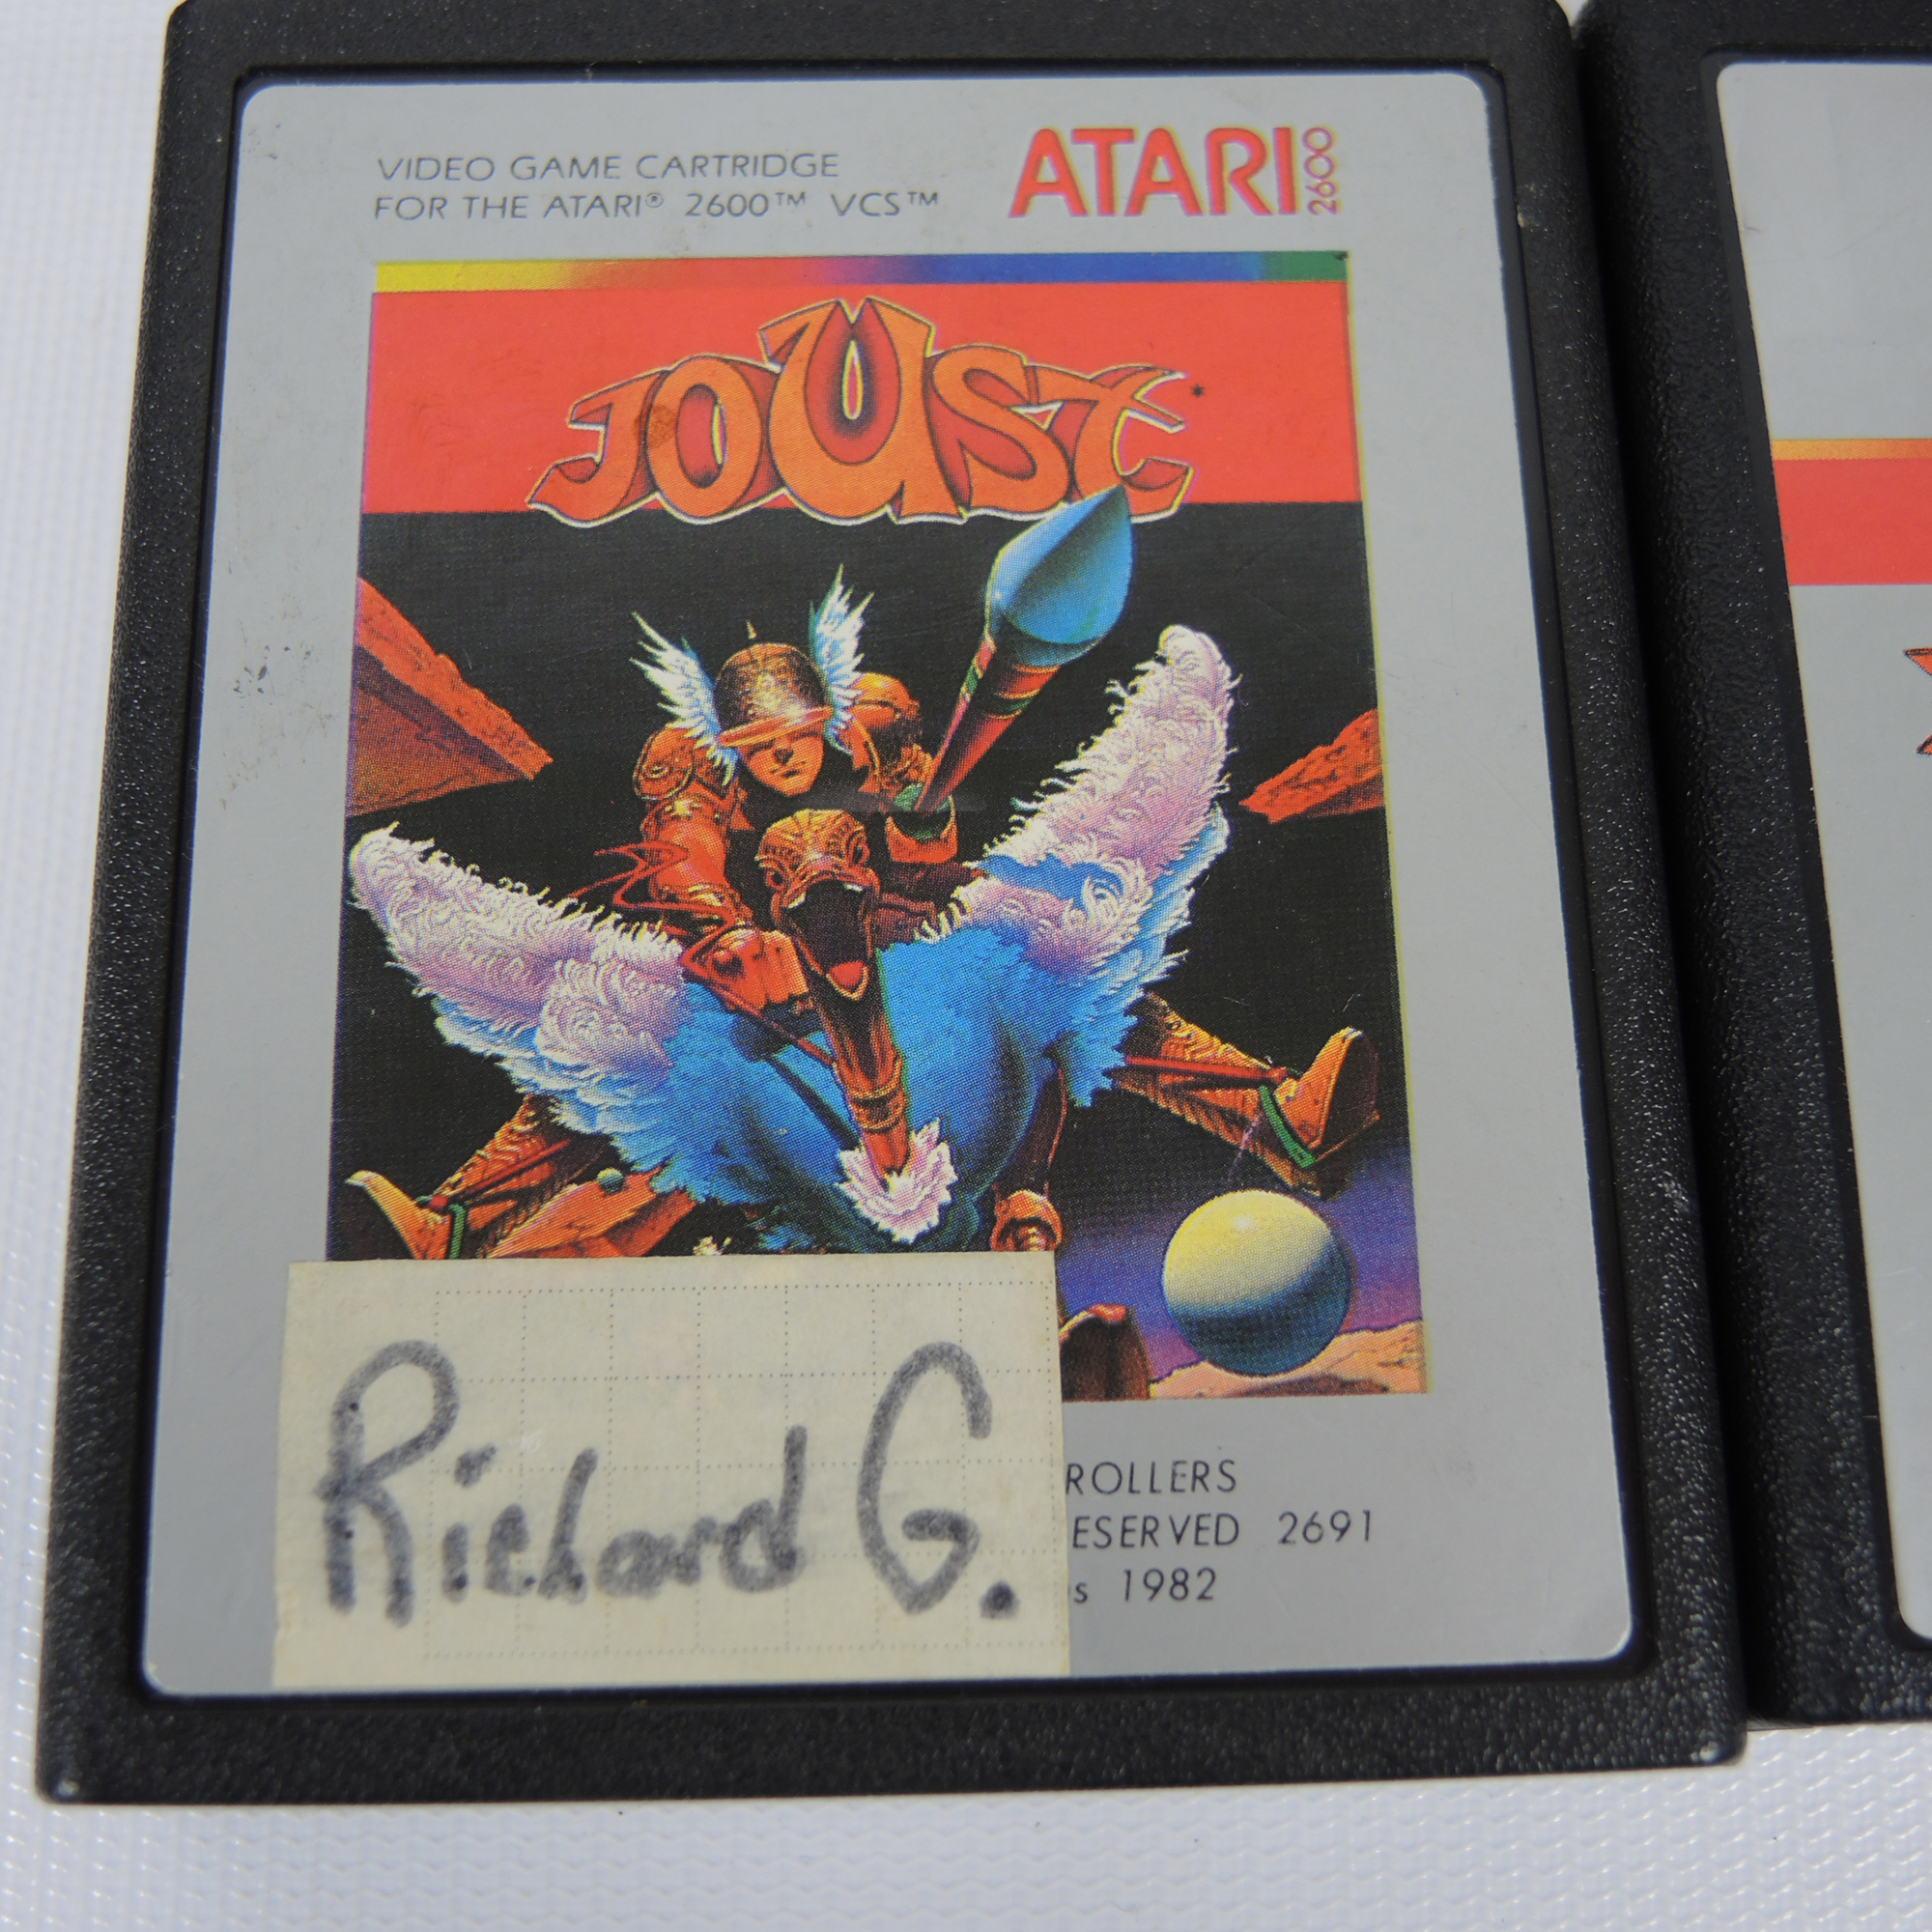 VIDEO GAME CARTRIDGE
FOR THE ATARI® 2600™ VCS™
ATARI 2600
JOUST*
Richard G.
ROLLERS
ESERVED 2691
s 1982